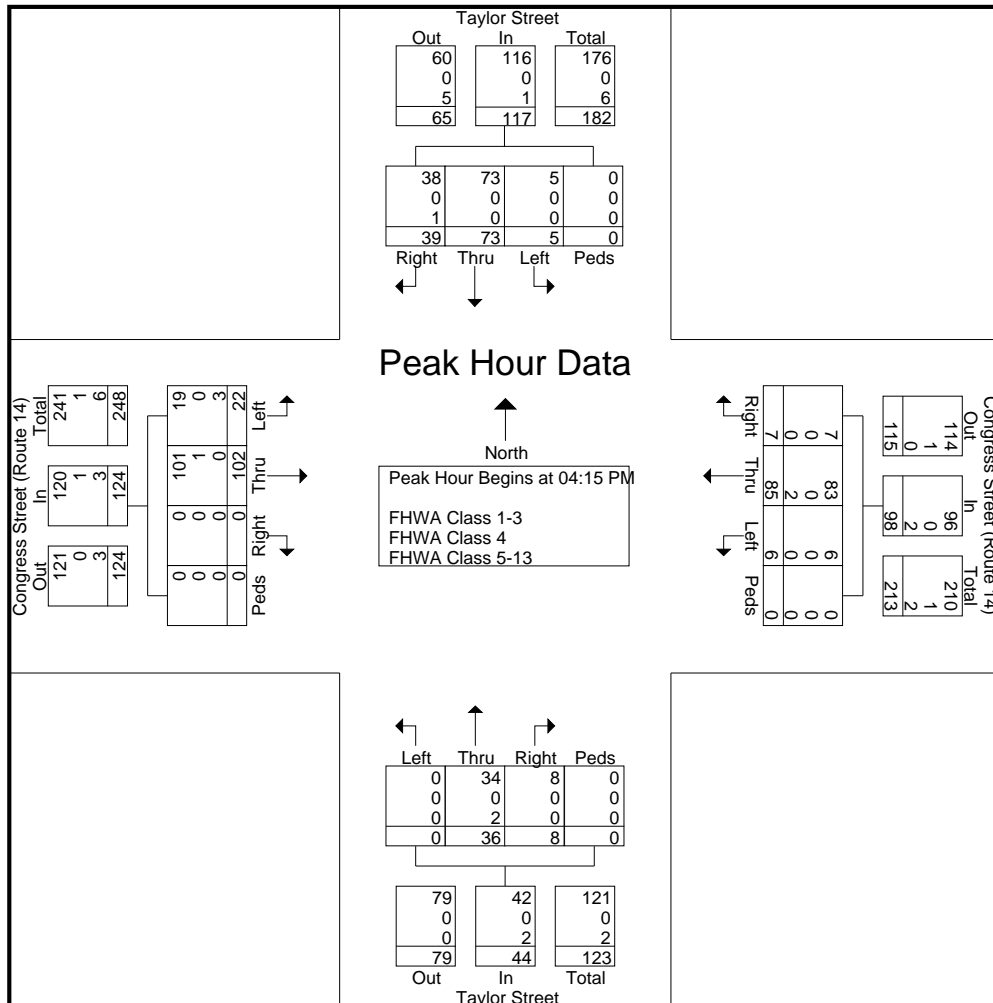 Taylor Street
Out In Total
60 116 176
0 0 0
5 1 6
65 117 182
38 73 5 0
0 0 0 0
1 0 0 0
39 73 5 0
Right Thru Left Peds
Peak Hour Data
North
Peak Hour Begins at 04:15 PM
FHWA Class 1-3
FHWA Class 4
FHWA Class 5-13
Congress Street (Route 14)
Out In Total
121 120 241
0 1 1
3 3 6
124 124 248
19 101 0 0
0 1 0 0
3 0 0 0
22 102 0 0
Left Thru Right Peds
Congress Street (Route 14)
Out In Total
114 96 210
1 0 1
0 2 2
115 98 213
7 83 6 0
0 0 0 0
0 2 0 0
7 85 6 0
Right Thru Left Peds
Left Thru Right Peds
0 34 8 0
0 0 0 0
0 2 0 0
0 36 8 0
79 42 121
0 0 0
0 2 2
79 44 123
Out In Total
Taylor Street